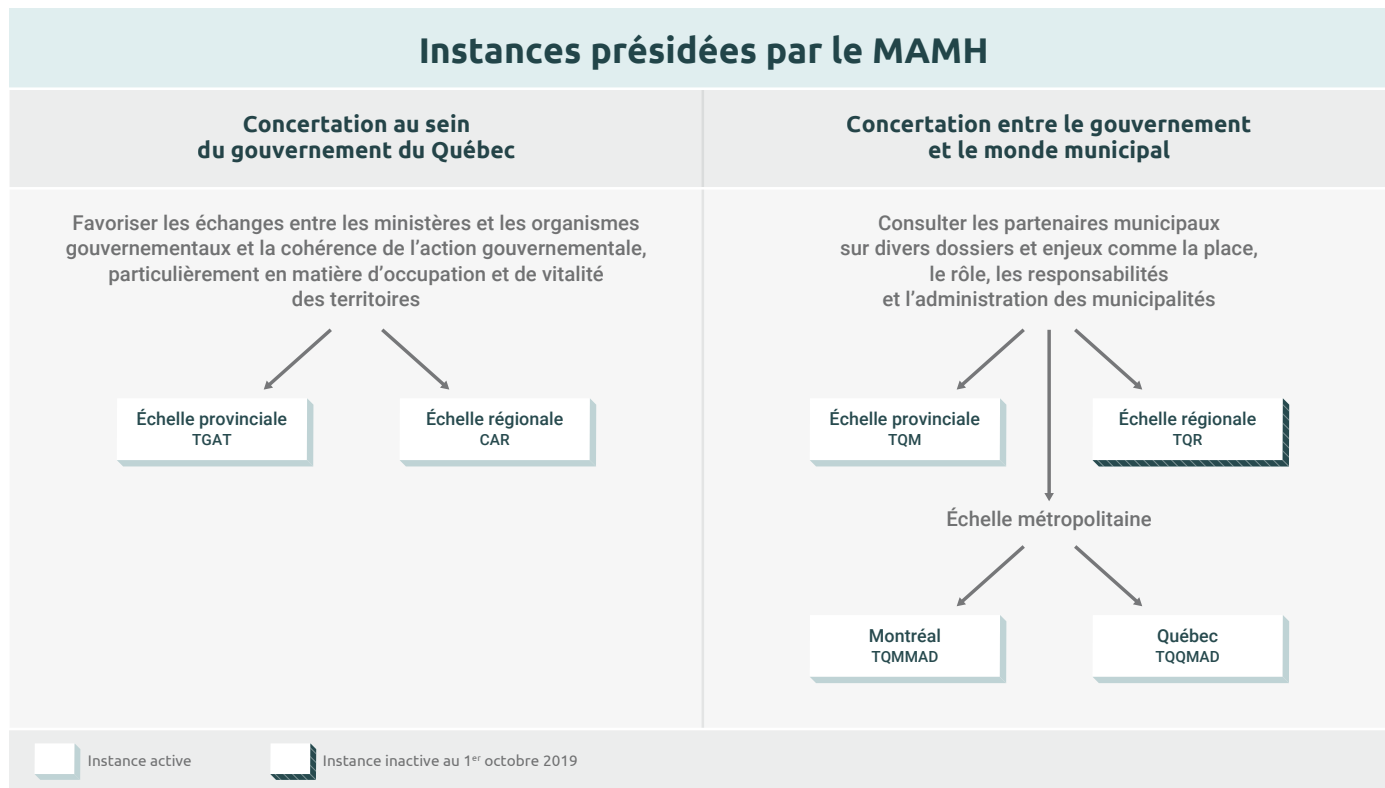 Instances présidées par le MAMH
Concertation au sein
du gouvernement du Québec
Favoriser les échanges entre les ministères et les organismes
gouvernementaux et la cohérence de l’action gouvernementale,
particulièrement en matière d’occupation et de vitalité
des territoires
Échelle provinciale
TGAT
Échelle régionale
CAR
Concertation entre le gouvernement
et le monde municipal
Consulter les partenaires municipaux
sur divers dossiers et enjeux comme la place,
le rôle, les responsabilités
et l’administration des municipalités
Échelle provinciale
TQM
Échelle régionale
TQR
Échelle métropolitaine
Montréal
TQMMAD
Québec
TQQMAD
Instance active
Instance inactive au 1er octobre 2019